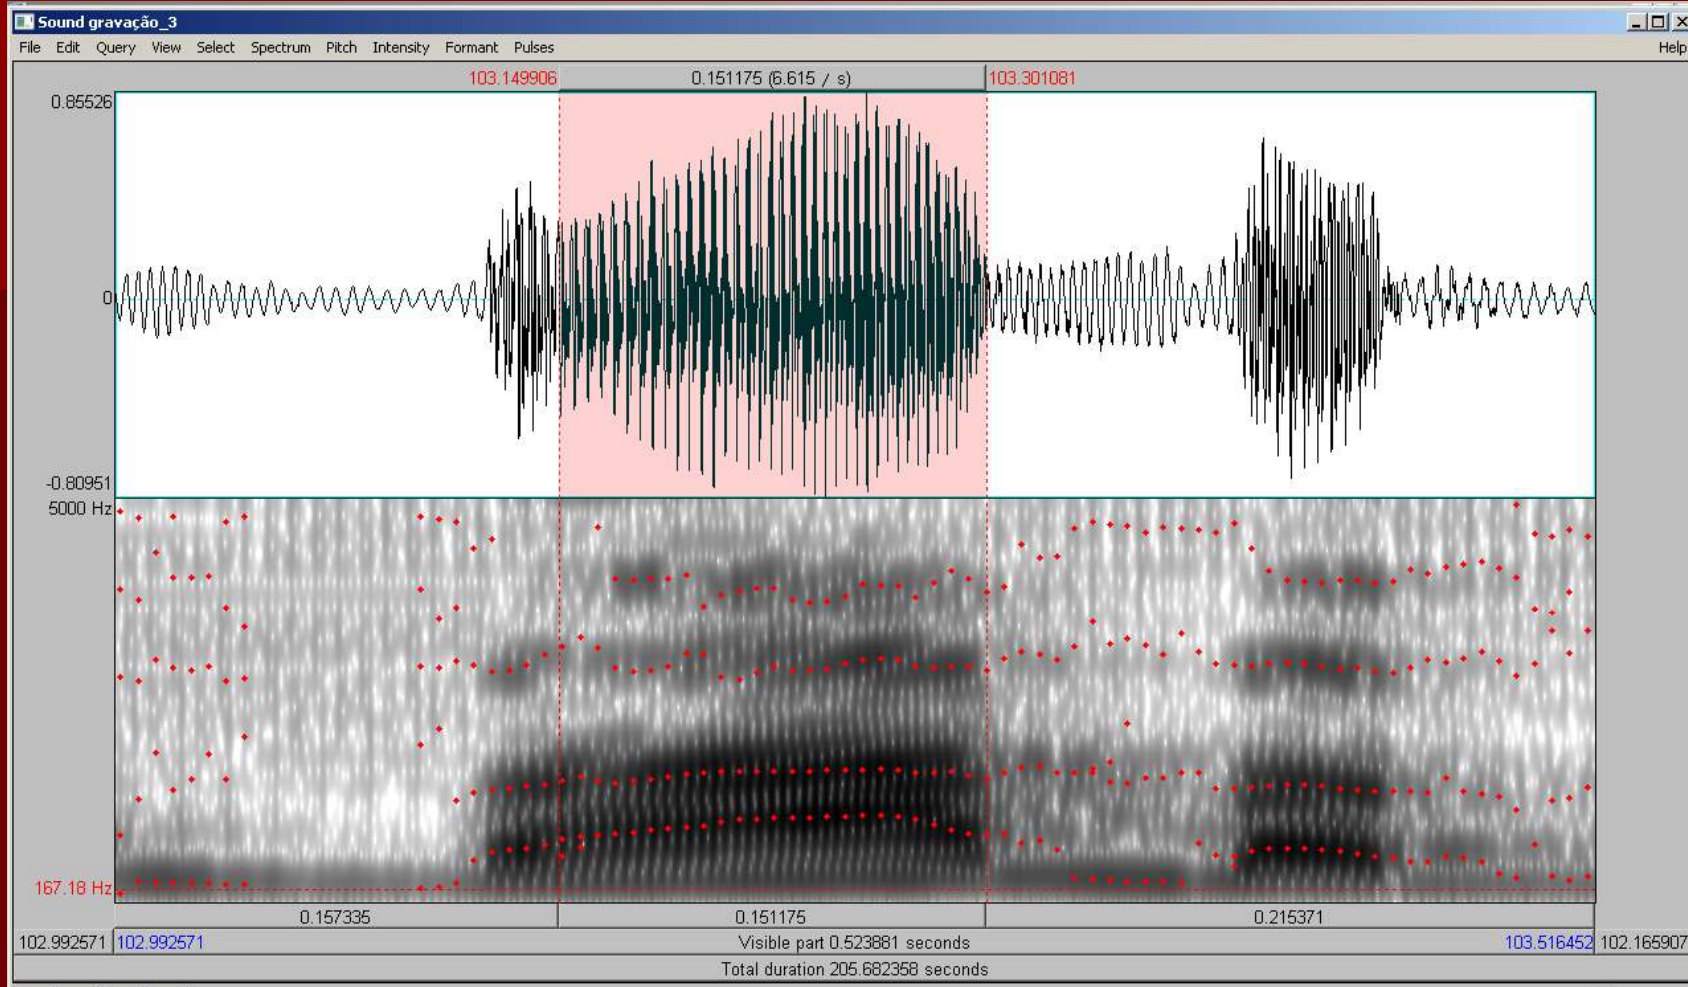 Sound gravação_3
File Edit Query View Select Spectrum Pitch Intensity Formant Pulses Help
103.149906 0.151175 (6.615 / s) 103.301081
0.85526
0
-0.80951
5000 Hz
167.18 Hz
0.157335 0.151175 0.215371
102.992571 102.992571 Visible part 0.523881 seconds 103.516452 102.165907
Total duration 205.682358 seconds